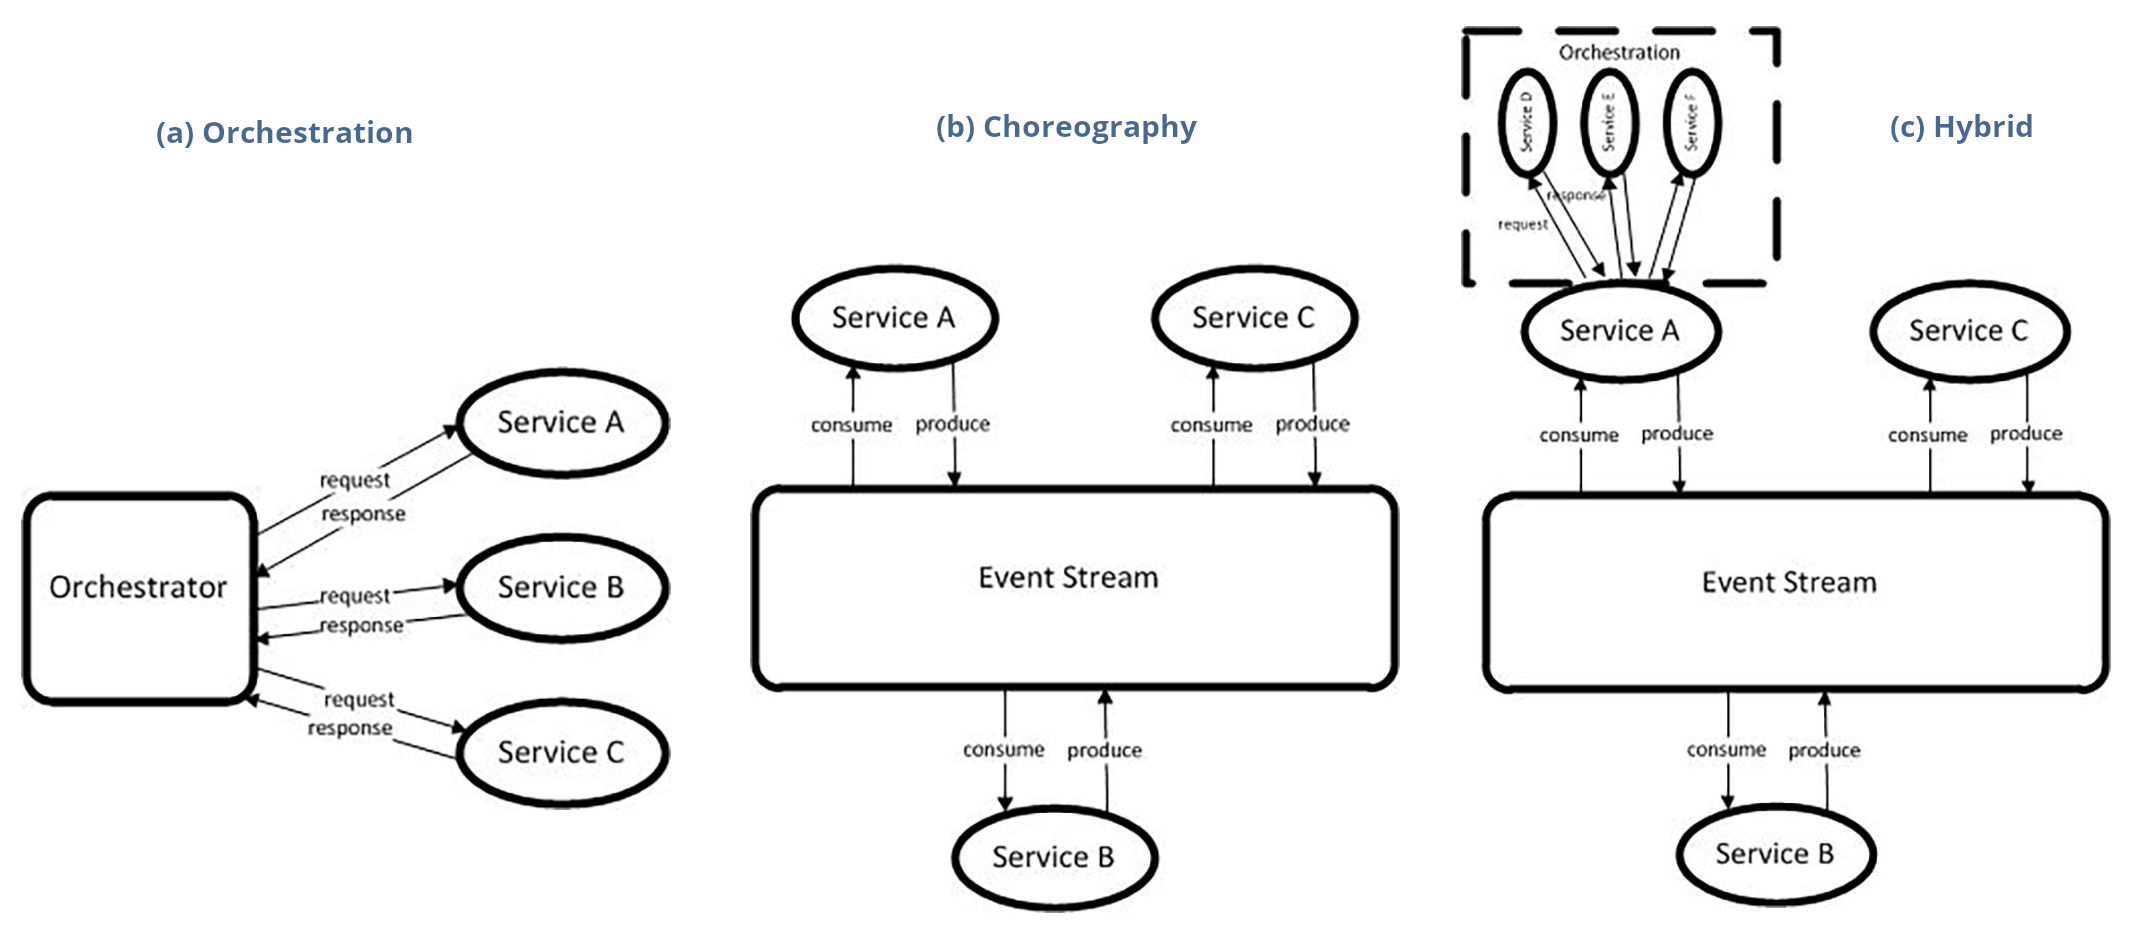 (a) Orchestration
Orchestrator
request
response
Service A
request
response
Service B
request
response
Service C
(b) Choreography
Service A
Service C
consume
produce
consume
produce
Event Stream
consume
produce
Service B
(c) Hybrid
Orchestration
Service D
Service E
Service F
response
request
Service A
Service C
consume
produce
consume
produce
Event Stream
consume
produce
Service B